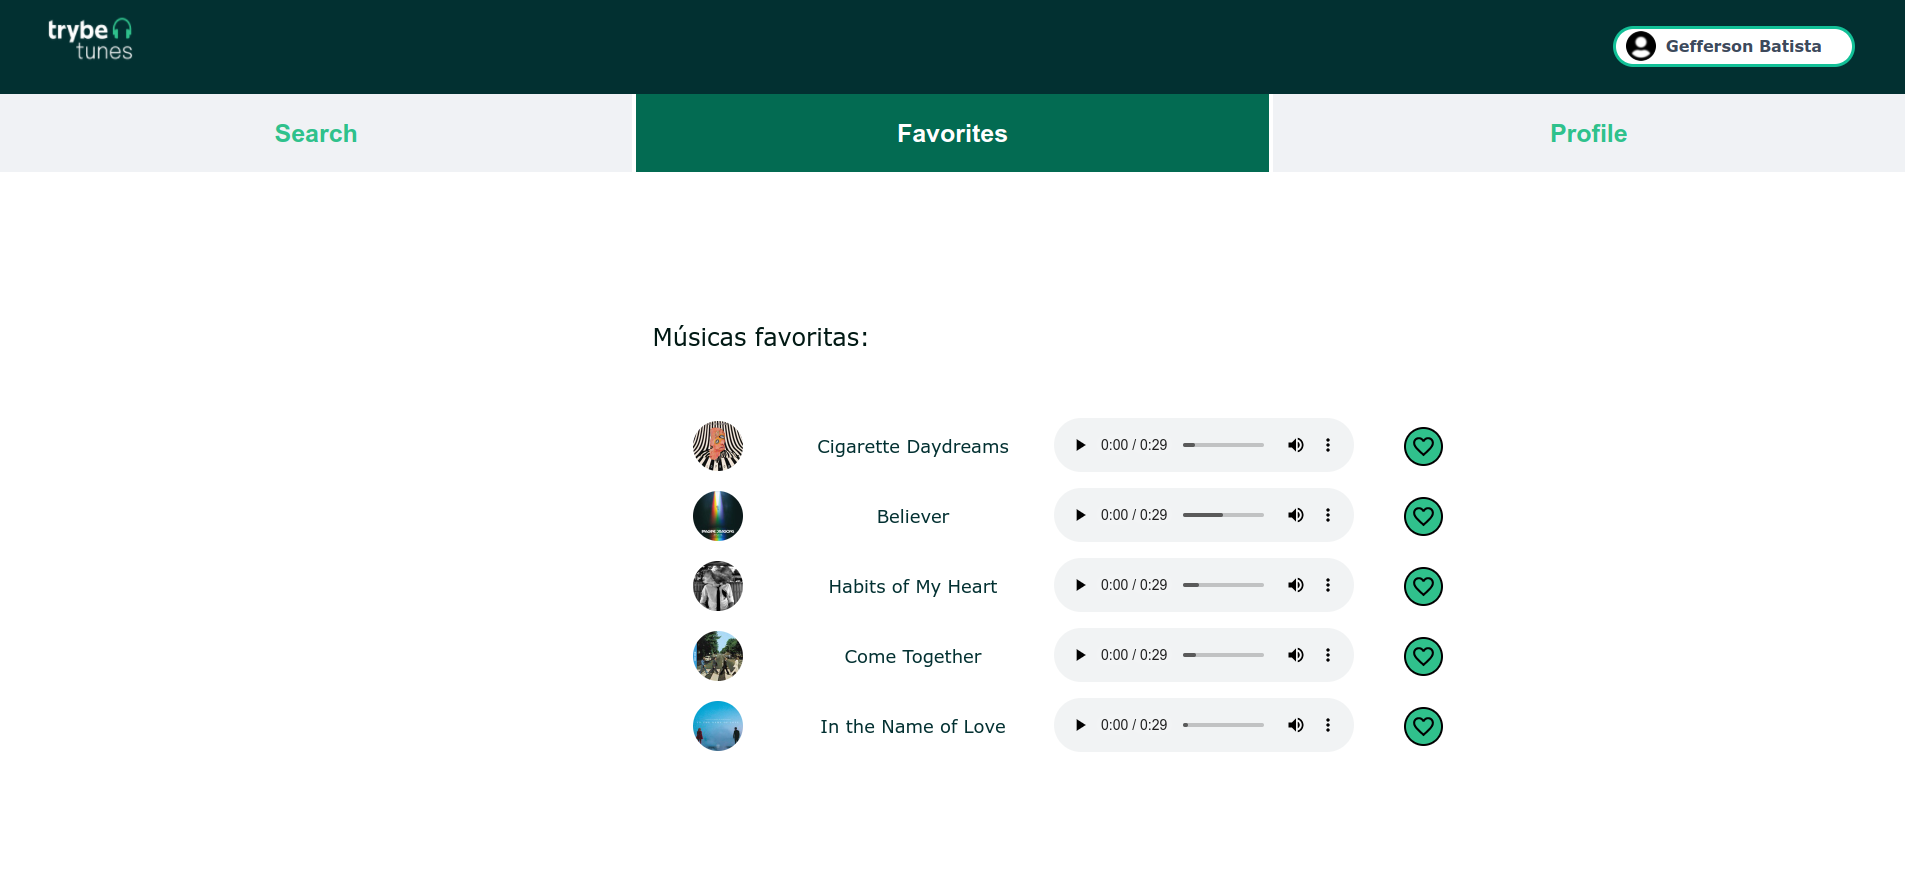 trybe
tunes
Gefferson Batista
Search
Favorites
Profile
Músicas favoritas:
Cigarette Daydreams
0:00 / 0:29
Believer
0:00 / 0:29
Habits of My Heart
0:00 / 0:29
Come Together
0:00 / 0:29
In the Name of Love
0:00 / 0:29